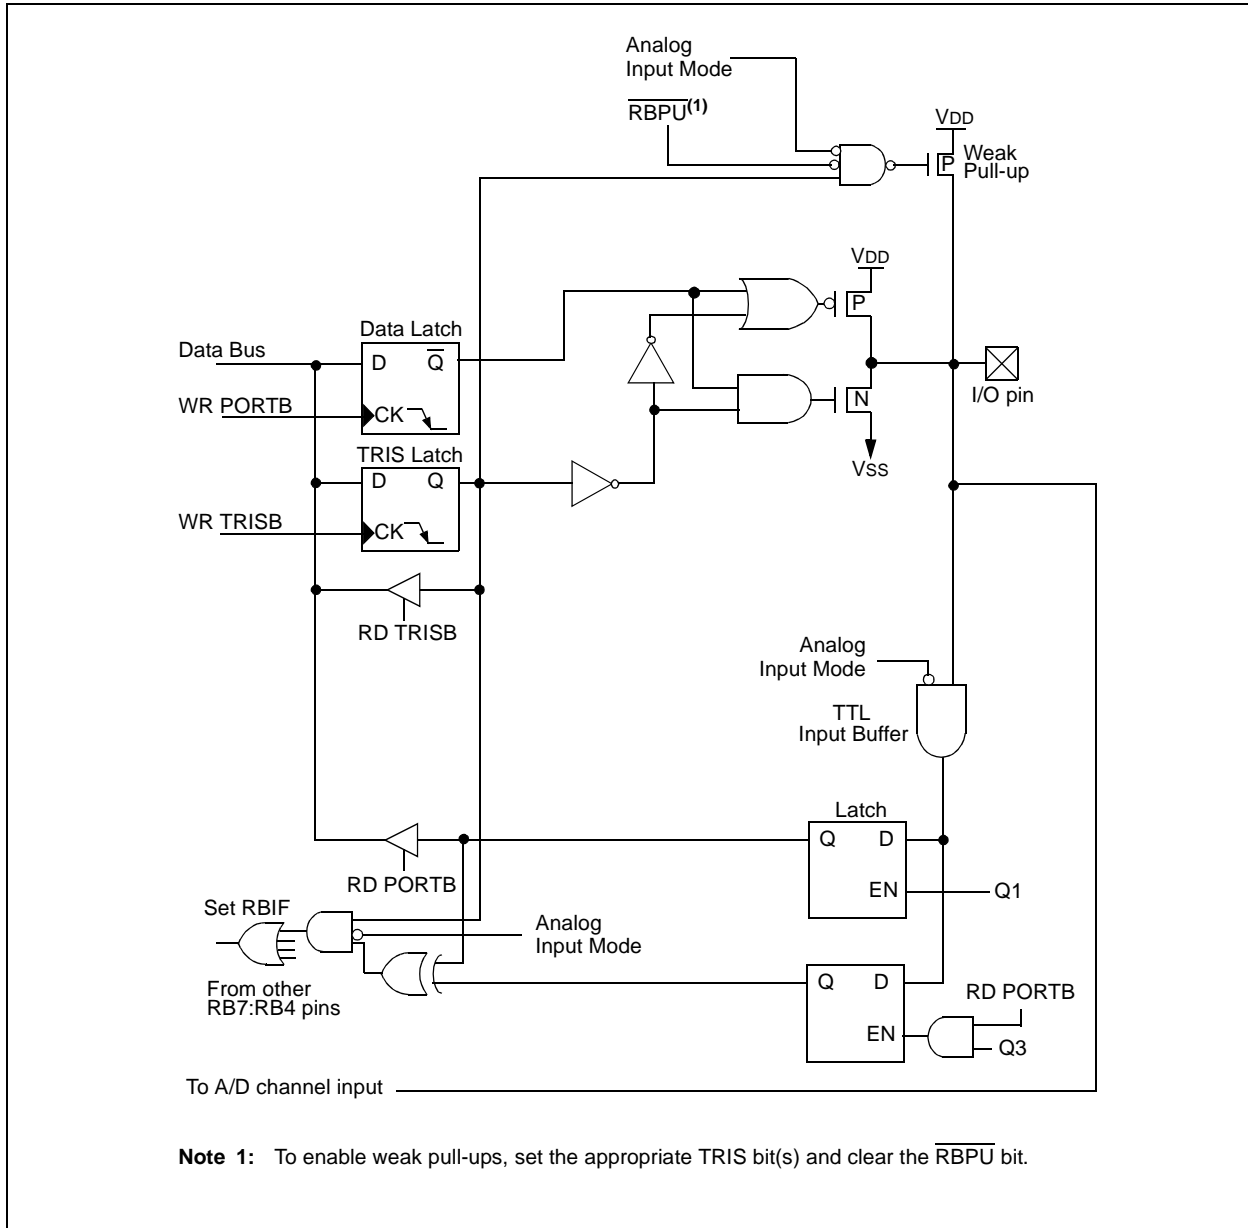 Analog
Input Mode
R̅B̅P̅U̅(1)
VDD
P
Weak
Pull-up
VDD
P
Data Latch
Data Bus
D
Q̅
I/O pin
WR PORTB
CK
N
TRIS Latch
VSS
D
Q
WR TRISB
CK
RD TRISB
Analog
Input Mode
TTL
Input Buffer
Latch
Q
D
RD PORTB
EN
Q1
Set RBIF
Analog
Input Mode
Q
D
From other
RB7:RB4 pins
RD PORTB
EN
Q3
To A/D channel input
Note 1: To enable weak pull-ups, set the appropriate TRIS bit(s) and clear the R̅B̅P̅U̅ bit.